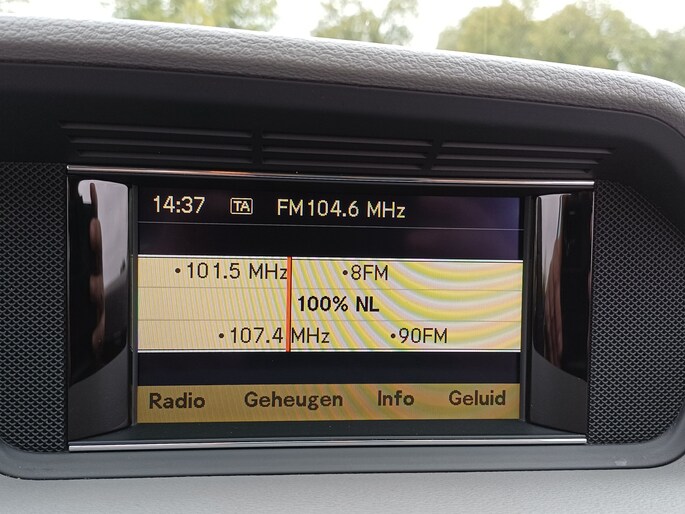 14:37 TA FM104.6 MHz
•101.5 MHz •8FM
100% NL
•107.4 MHz •90FM
Radio Geheugen Info Geluid